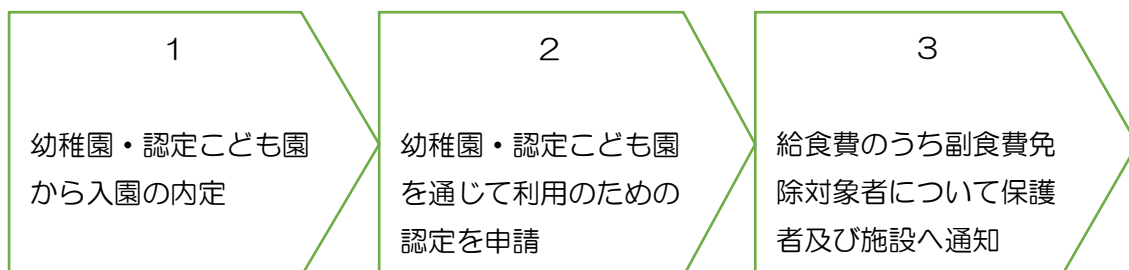 1
幼稚園・認定こども園
から入園の内定
2
幼稚園・認定こども園
を通じて利用のための
認定を申請
3
給食費のうち副食費免
除対象者について保護
者及び施設へ通知